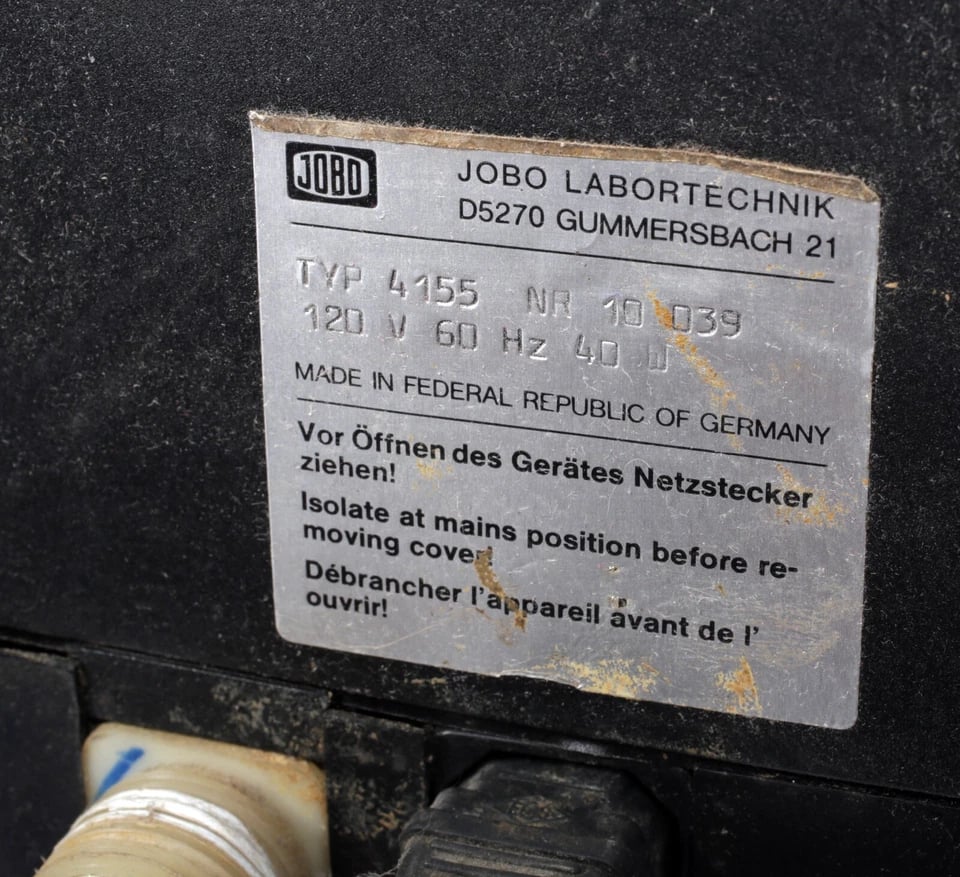 JOBO
JOBO LABORTECHNIK
D5270 GUMMERSBACH 21
TYP 4155 NR 10 039
120 V 60 Hz 40 W
MADE IN FEDERAL REPUBLIC OF GERMANY
Vor Öffnen des Gerätes Netzstecker
ziehen!
Isolate at mains position before re-
moving cover!
Débrancher l'appareil avant de l'
ouvrir!